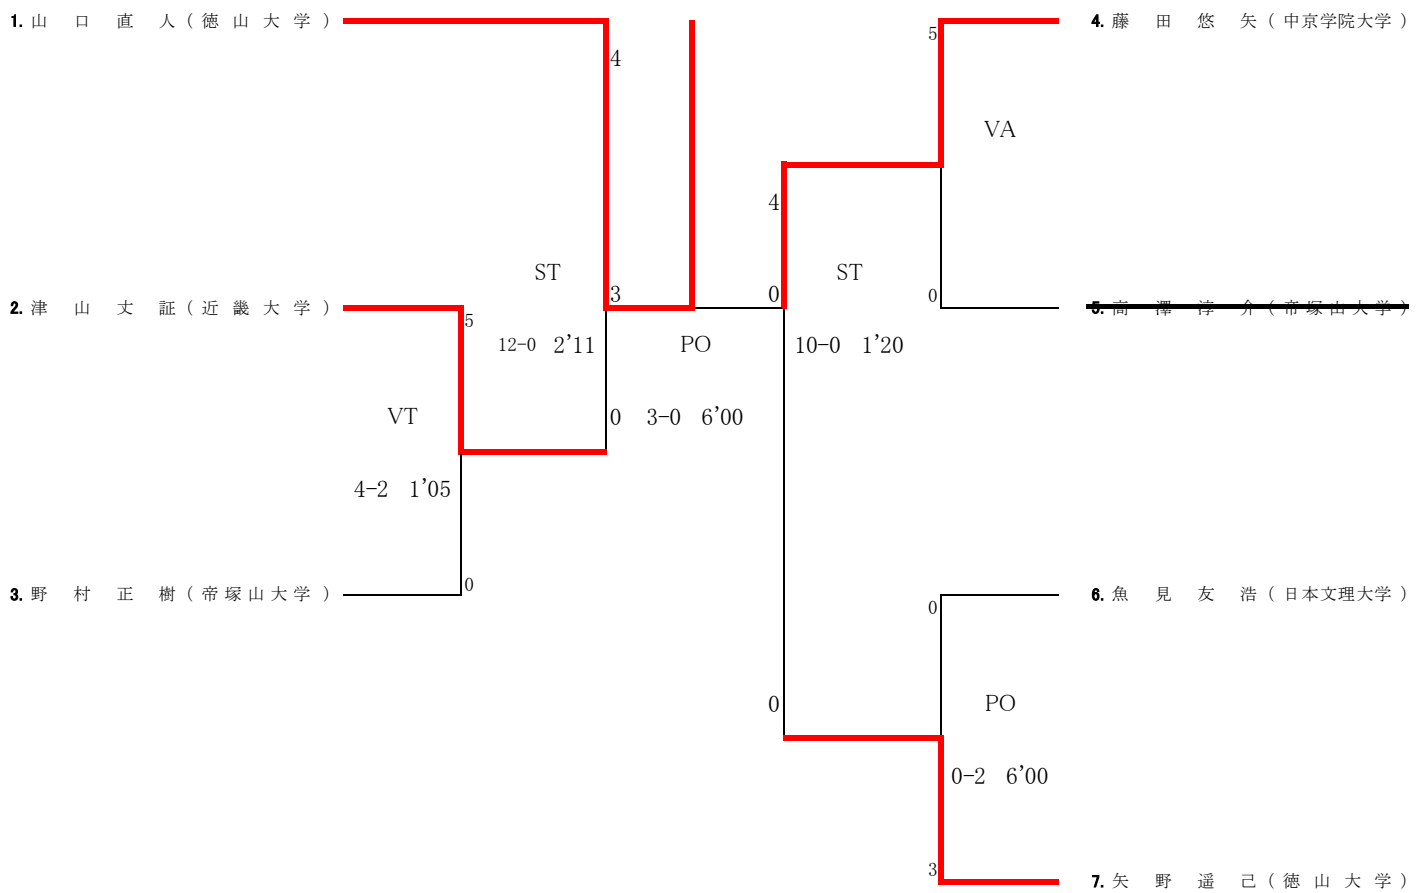 1. 山口直人(徳山大学)
4
5
4. 藤田悠矢(中京学院大学)
VA
4
ST
ST
3
0
0
2. 津山丈証(近畿大学)
5
5. 高澤淳介(帝塚山大学)
12-0 2'11
PO
10-0 1'20
VT
0 3-0 6'00
4-2 1'05
0
3. 野村正樹(帝塚山大学)
0
6. 魚見友浩(日本文理大学)
0
PO
0-2 6'00
3
7. 矢野遥己(徳山大学)